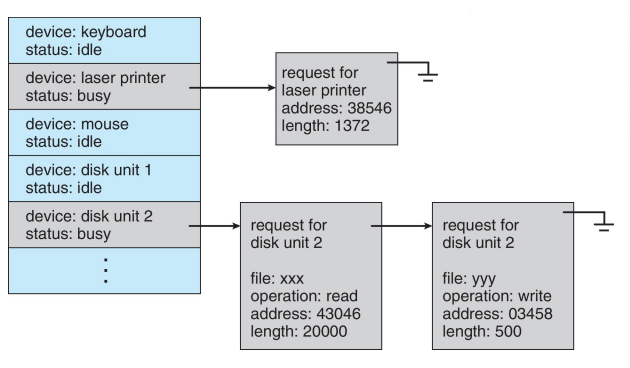 device: keyboard
status: idle
device: laser printer
status: busy
device: mouse
status: idle
device: disk unit 1
status: idle
device: disk unit 2
status: busy
request for
laser printer
address: 38546
length: 1372
request for
disk unit 2
file: xxx
operation: read
address: 43046
length: 20000
request for
disk unit 2
file: yyy
operation: write
address: 03458
length: 500